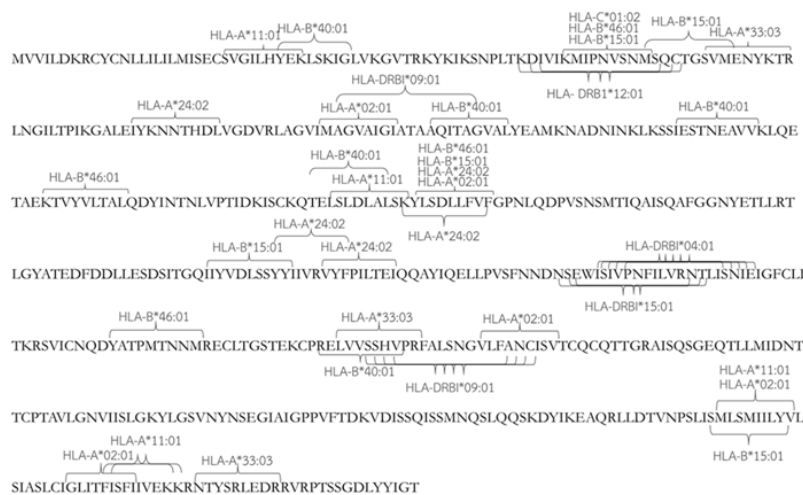 HLA-C*01:02
HLA-B*40:01 HLA-B*46:01 HLA-B*15:01
HLA-A*11:01 HLA-B*15:01 HLA-A*33:03
MVVILDKRCYCNLLILILMISECSVGILHYEKLSKIGLVKGVTRKYKIKSNPLTKDIVIKMIPNVSNMSQCTGSVMENYKTR
HLA- DRB1*12:01
HLA-DRBI*09:01
HLA-A*24:02 HLA-A*02:01 HLA-B*40:01 HLA-B*40:01
LNGILTPIKGALEIYKNNTHDLVGDVRLAGVIMAGVAIGIATAAQITAGVALYEAMKNADNINKLKSSIESTNEAVVKLQE
HLA-B*46:01
HLA-B*40:01 HLA-B*15:01
HLA-B*46:01 HLA-A*11:01 HLA-A*24:02
HLA-A*02:01
TAEKTVYVLTALQDYINTNLVPTIDKISCKQTELSLDLALSKYLSDLLFVFGPNLQDPVSNSMTIQAISQAFGGNYETLLRT
HLA-A*24:02
HLA-A*24:02
HLA-B*15:01 HLA-A*24:02 HLA-DRBI*04:01
LGYATEDFDDLLESDSITGQIIYVDLSSYYIIVRVYFPILTEIQQAYIQELLPVSFNNDNSEWISIVPNFILVRNTLISNIEIGFCLI
HLA-DRBI*15:01
HLA-B*46:01 HLA-A*33:03 HLA-A*02:01
TKRSVICNQDYATPMTNNMRECLTGSTEKCPRELVVSSHVPRFALSNGVLFANCISVTCQCQTTGRAISQSGEQTLLMIDNT
HLA-B*40:01 HLA-DRBI*09:01
HLA-A*11:01
HLA-A*02:01
TCPTAVLGNVIISLGKYLGSVNYNSEGIAIGPPVFTDKVDISSQISSMNQSLQQSKDYIKEAQRLLDTVNPSLISMLSMIILYVL
HLA-B*15:01
HLA-A*11:01
HLA-A*02:01 HLA-A*33:03
SIASLCIGLITFISFIIVEKKRNTYSRLEDRRVRPTSSGDLYYIGT